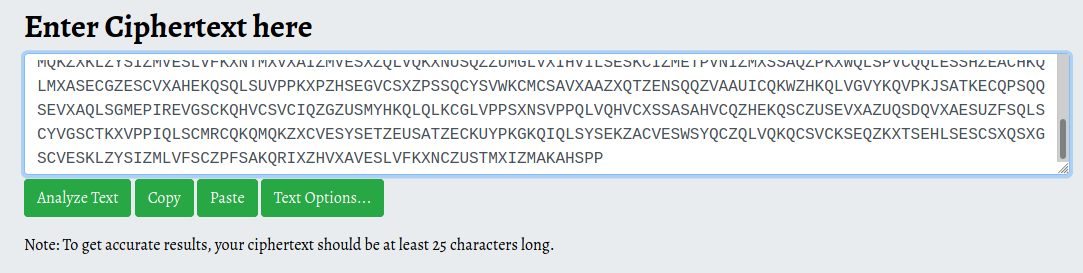 Enter Ciphertext here
MQKZXKLZYSIZMVESLVFKXNTMXVXAIZMVESXZQLVQKXNUSQZZUMGLVXIHVILSESKCIZMETPVNIZMXSSAQZPKXWQLSPVCQQLESSHZEACHKQ
LMXASECGZESCVXAHEKQSQLSUVPPKXPZHSEGVCSXZPSSQCYSVWKCMCSAVXAAZXQTZENSQQZVAAUICQKWZHKQLVGVYKQVPKJSATKECQPSQQ
SEVXAQLSGMEPIREVGSCKQHVCSVCIQZGZUSMYHKQLQLKCGLVPPSXNSVPPQLVQHVCXSSASAHVCQZHEKQSCZUSEVXAZUQSDQVXAESUZFSQLS
CYVGSCTKXVPPIQLSCMRCQKQMQKZXCVESYSETZEUSATZECKUYPKGKQIQLSYSEKZACVESWSYQCZQLVQKQCSVCKSEQZKXTSEHLSESCSXQSXG
SCVESKLZYSIZMLVFSCZPFSAKQRIXZHVXAVESLVFKXNCZUSTMXIZMAKAHSPP
Analyze Text
Copy
Paste
Text Options...
Note: To get accurate results, your ciphertext should be at least 25 characters long.